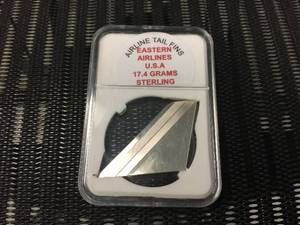 AIRLINE TAIL FINS
EASTERN
AIRLINES
U.S.A
17.4 GRAMS
STERLING